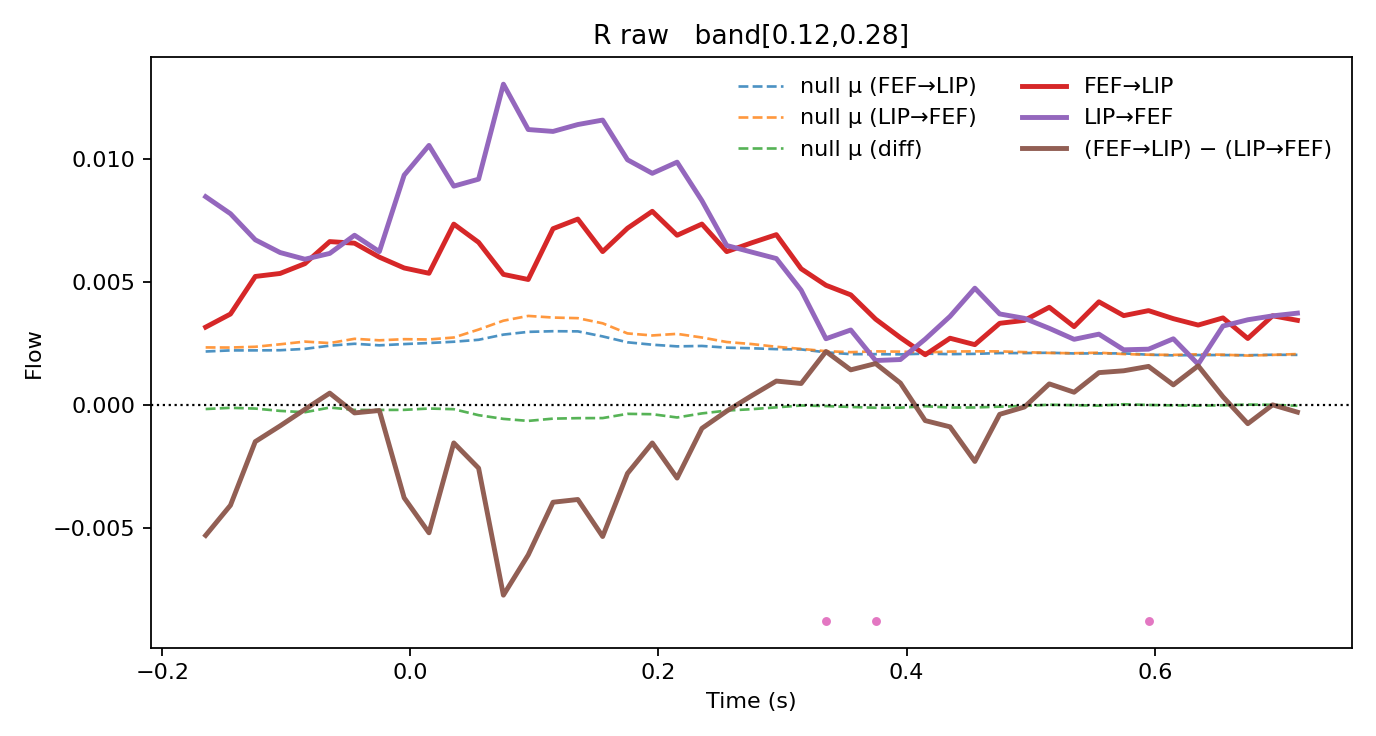 R raw   band[0.12,0.28]
null μ (FEF→LIP)
null μ (LIP→FEF)
null μ (diff)
FEF→LIP
LIP→FEF
(FEF→LIP) − (LIP→FEF)
Flow
0.010
0.005
0.000
−0.005
−0.2
0.0
0.2
0.4
0.6
Time (s)